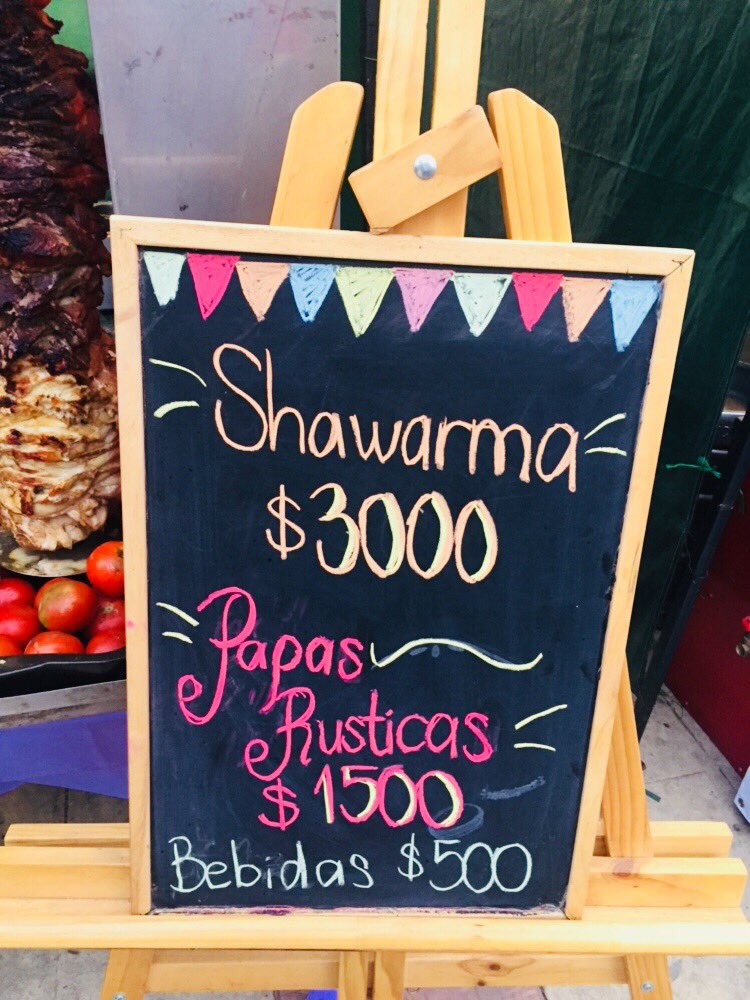 Shawarma
$3000
Papas
Rusticas
$1500
Bebidas $500